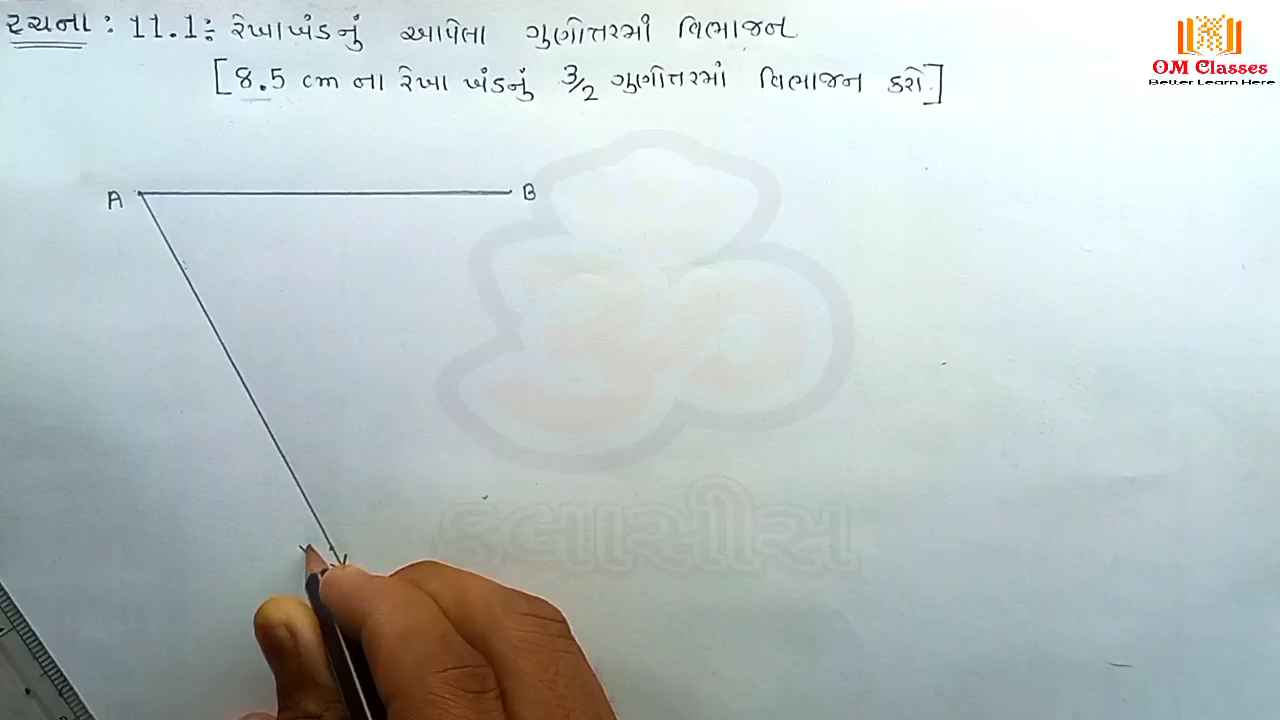 રચના : 11.1 : રેખાખંડનું આપેલા ગુણોત્તરમાં વિભાજન
[8.5 cm ના રેખા ખંડનું 3/2 ગુણોત્તરમાં વિભાજન કરો.]
OM Classes
Better Learn Here
A B
X
ૐ
ક્લાસીસ